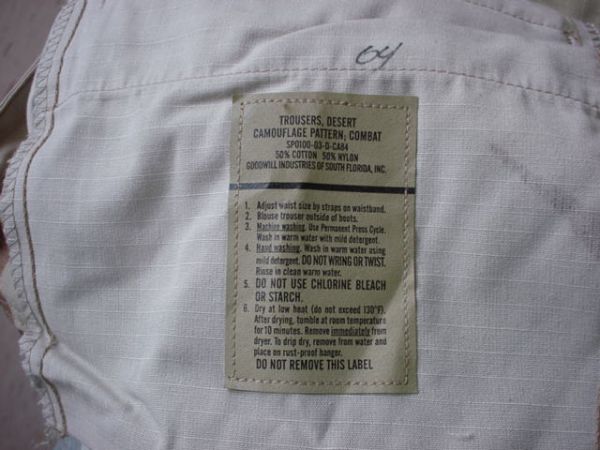 04
TROUSERS, DESERT
CAMOUFLAGE PATTERN; COMBAT
SPO100-03-D-CA84
50% COTTON 50% NYLON
GOODWILL INDUSTRIES OF SOUTH FLORIDA, INC.
1. Adjust waist size by straps on waistband.
2. Blouse trouser outside of boots.
3. Machine washing. Use Permanent Press Cycle.
Wash in warm water with mild detergent.
4. Hand washing. Wash in warm water using
mild detergent. DO NOT WRING OR TWIST.
Rinse in clean warm water.
5. DO NOT USE CHLORINE BLEACH
OR STARCH.
6. Dry at low heat (do not exceed 130°F).
After drying, tumble at room temperature
for 10 minutes. Remove immediately from
dryer. To drip dry, remove from water and
place on rust-proof hanger.
DO NOT REMOVE THIS LABEL